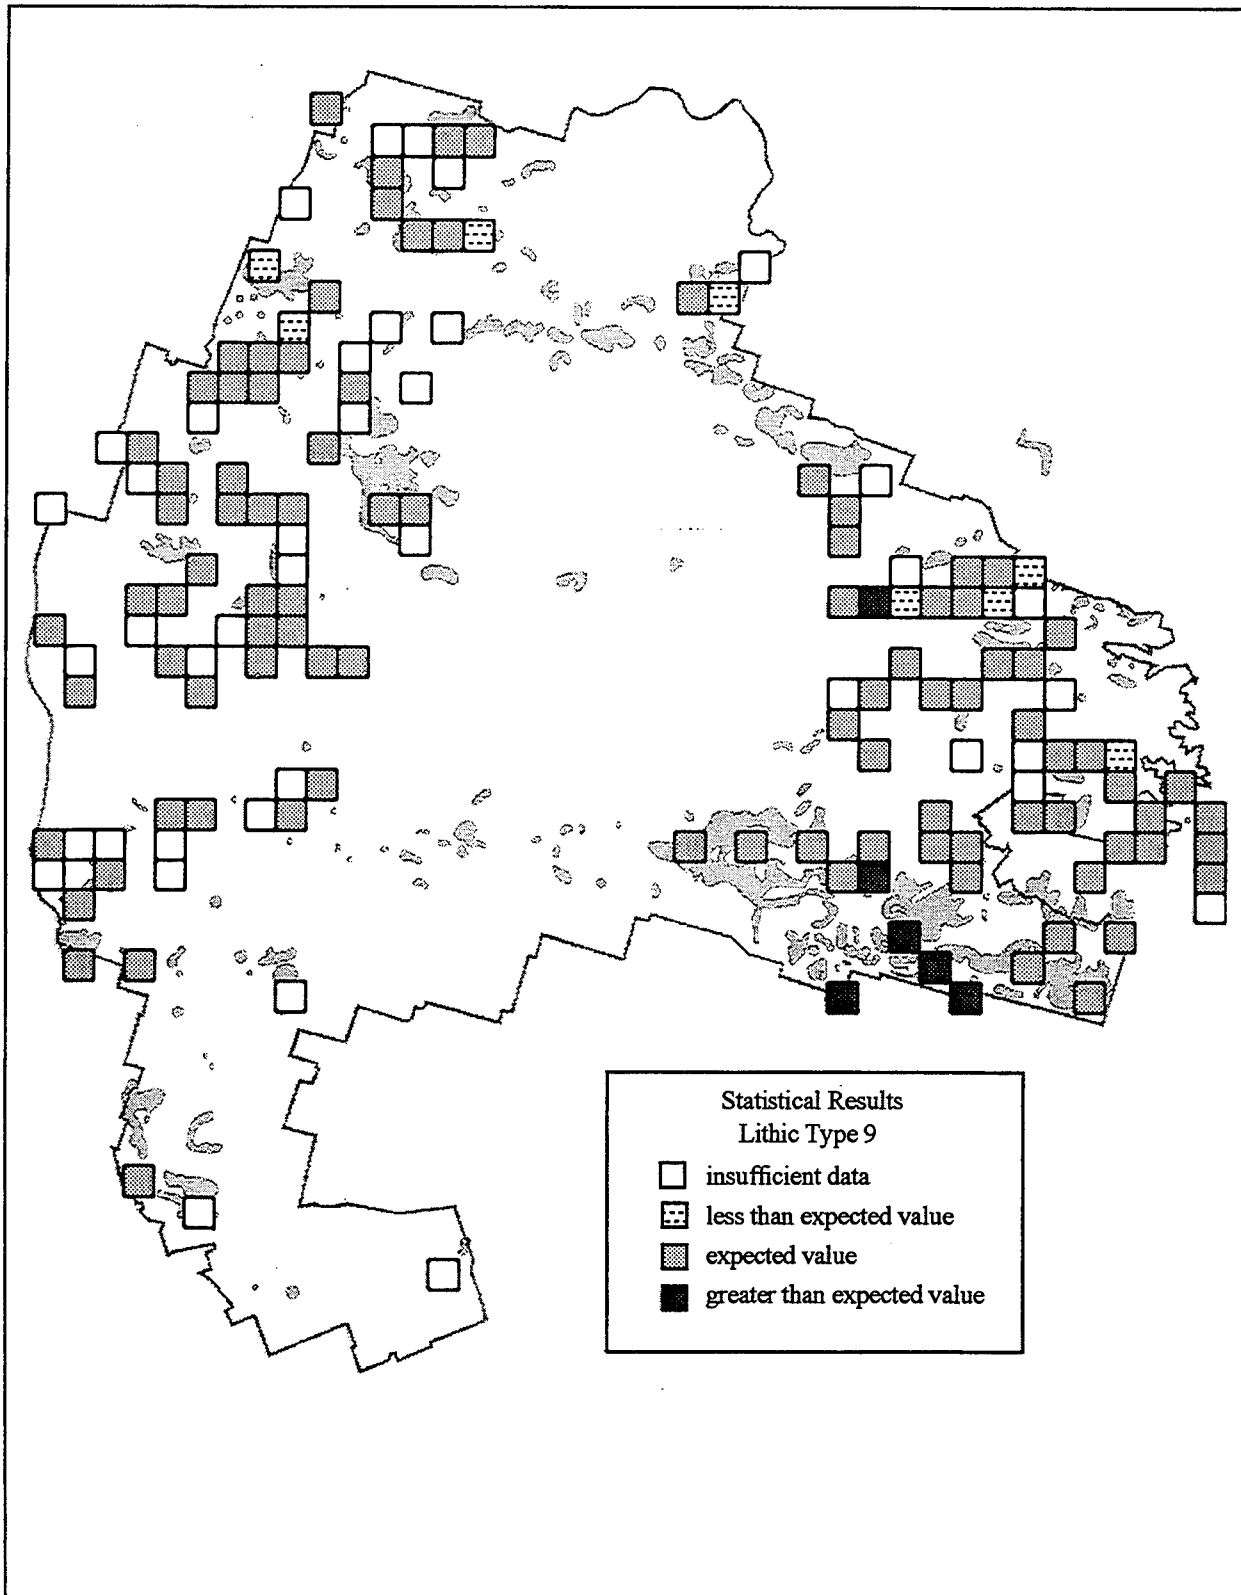 Statistical Results
Lithic Type 9
insufficient data
less than expected value
expected value
greater than expected value